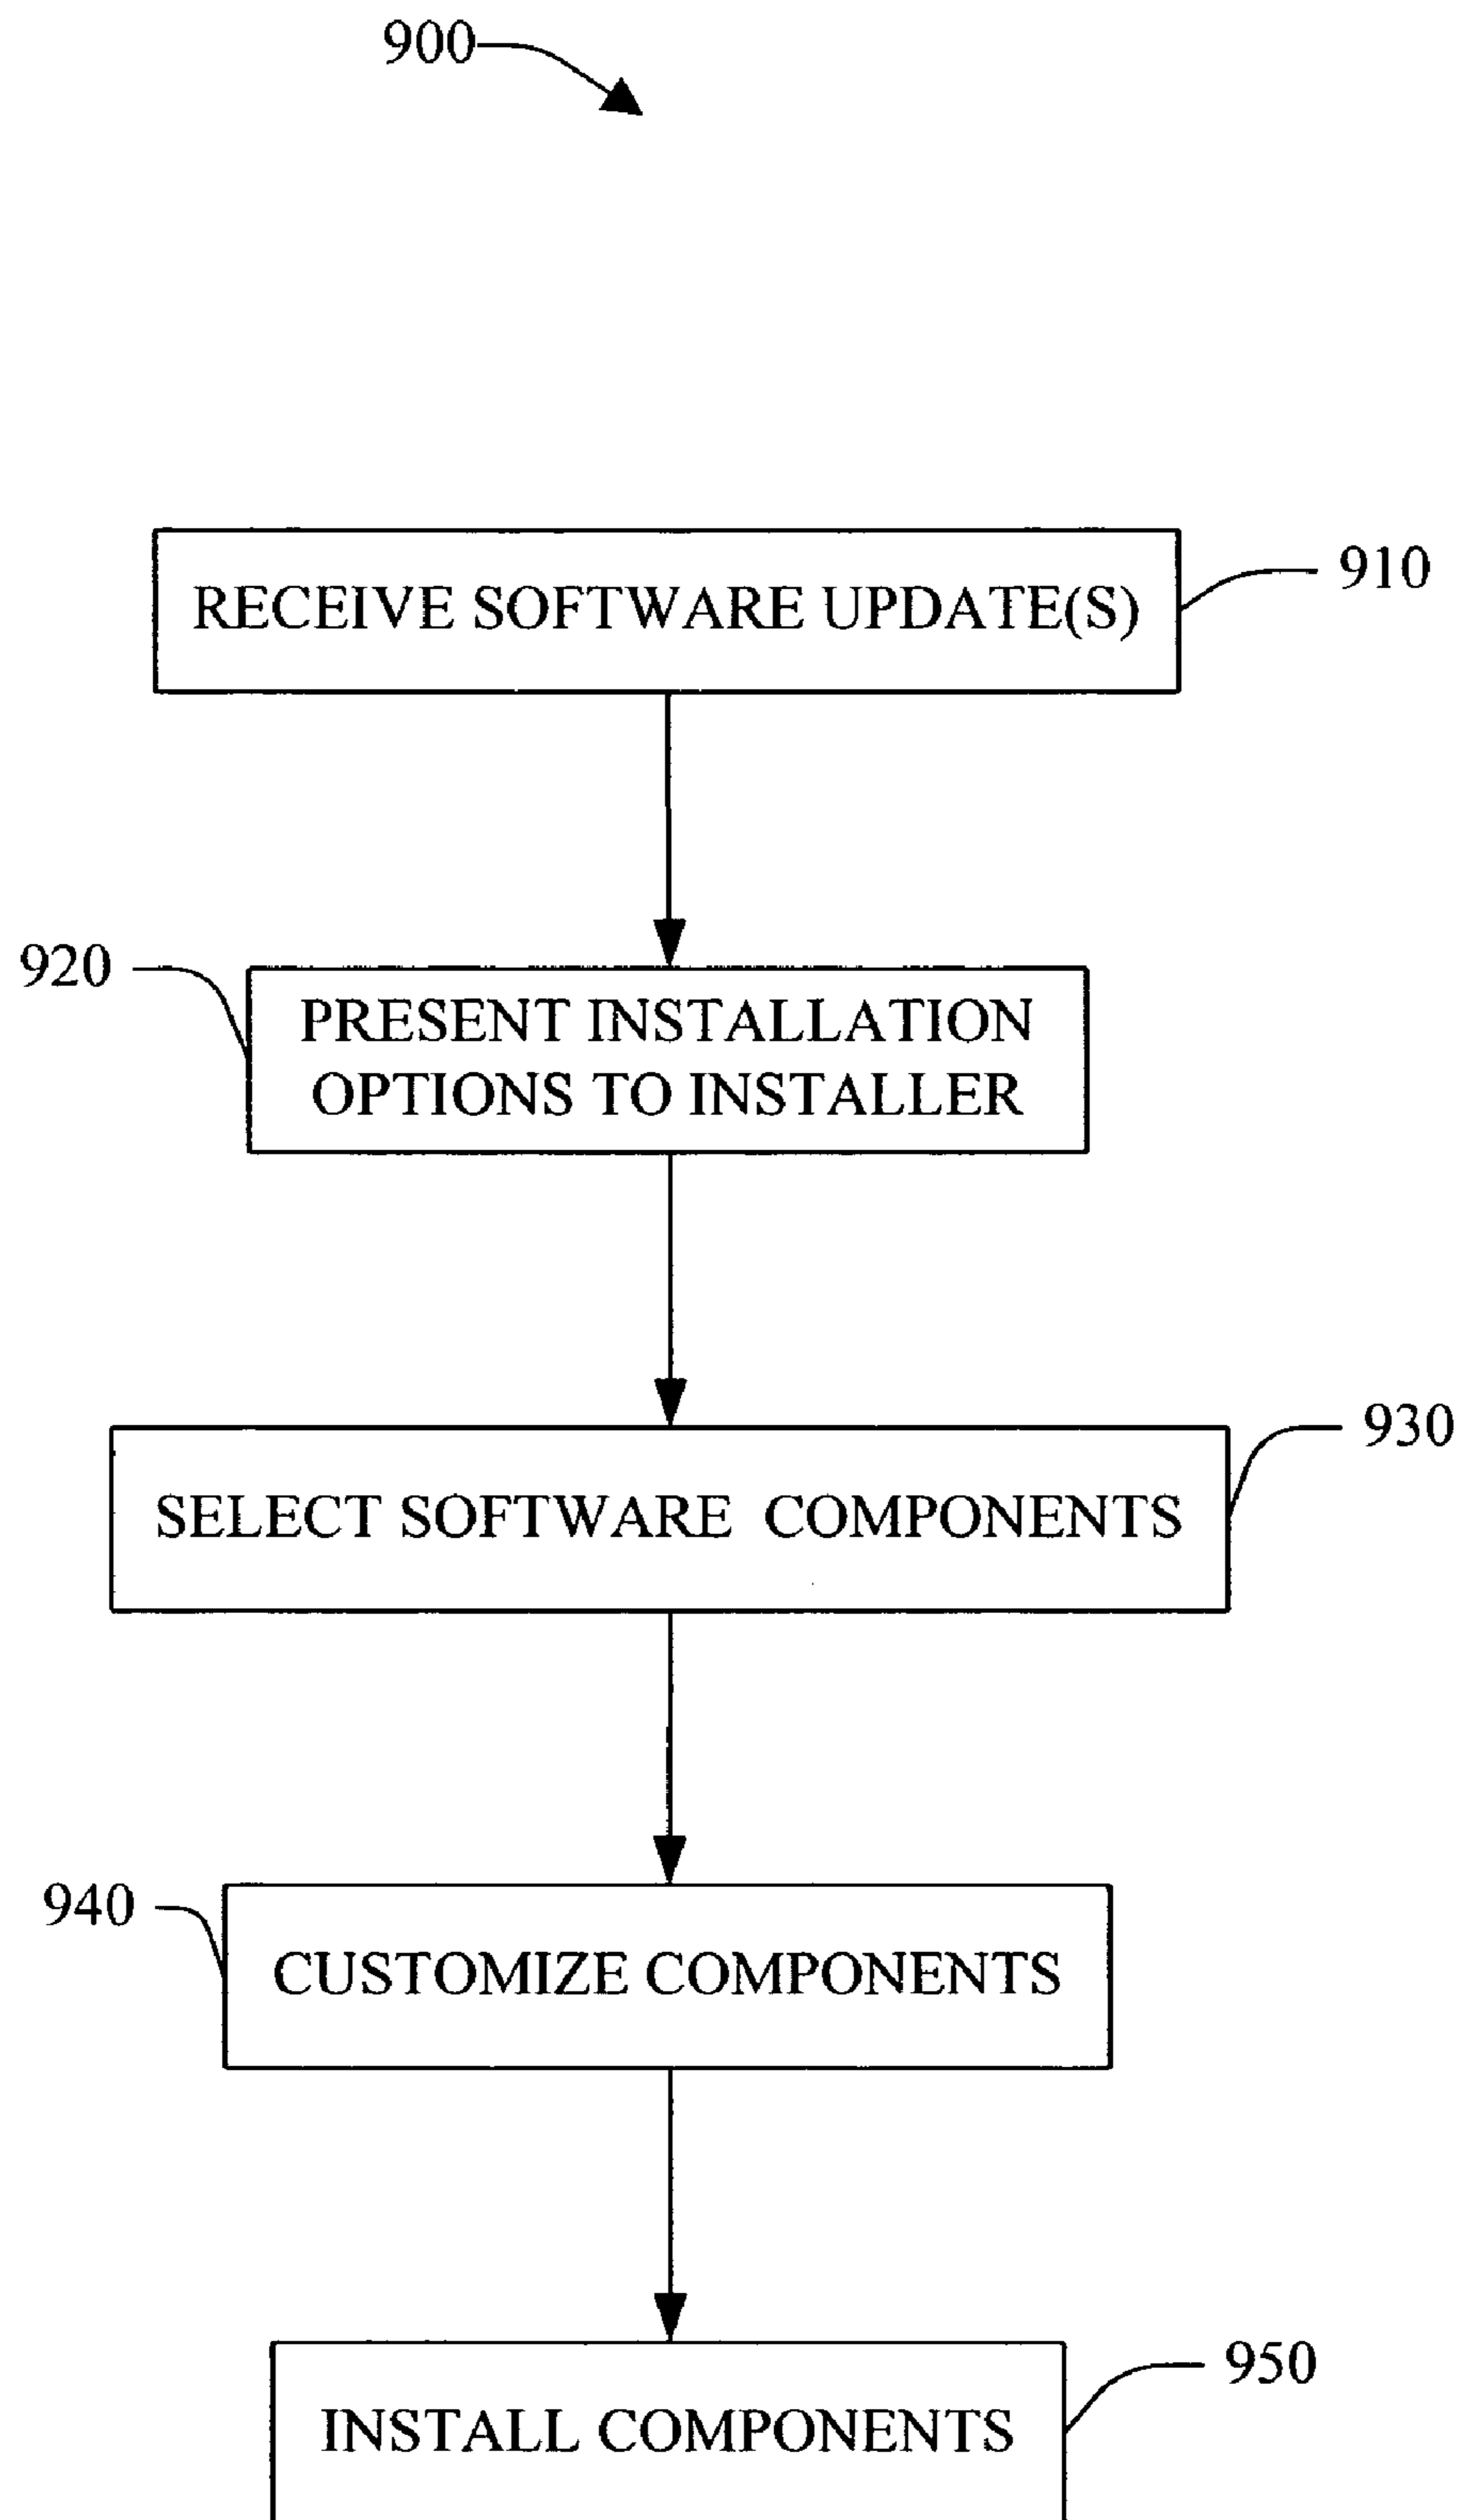 900
RECEIVE SOFTWARE UPDATE(S)
910
920
PRESENT INSTALLATION
OPTIONS TO INSTALLER
930
SELECT SOFTWARE COMPONENTS
940
CUSTOMIZE COMPONENTS
950
INSTALL COMPONENTS